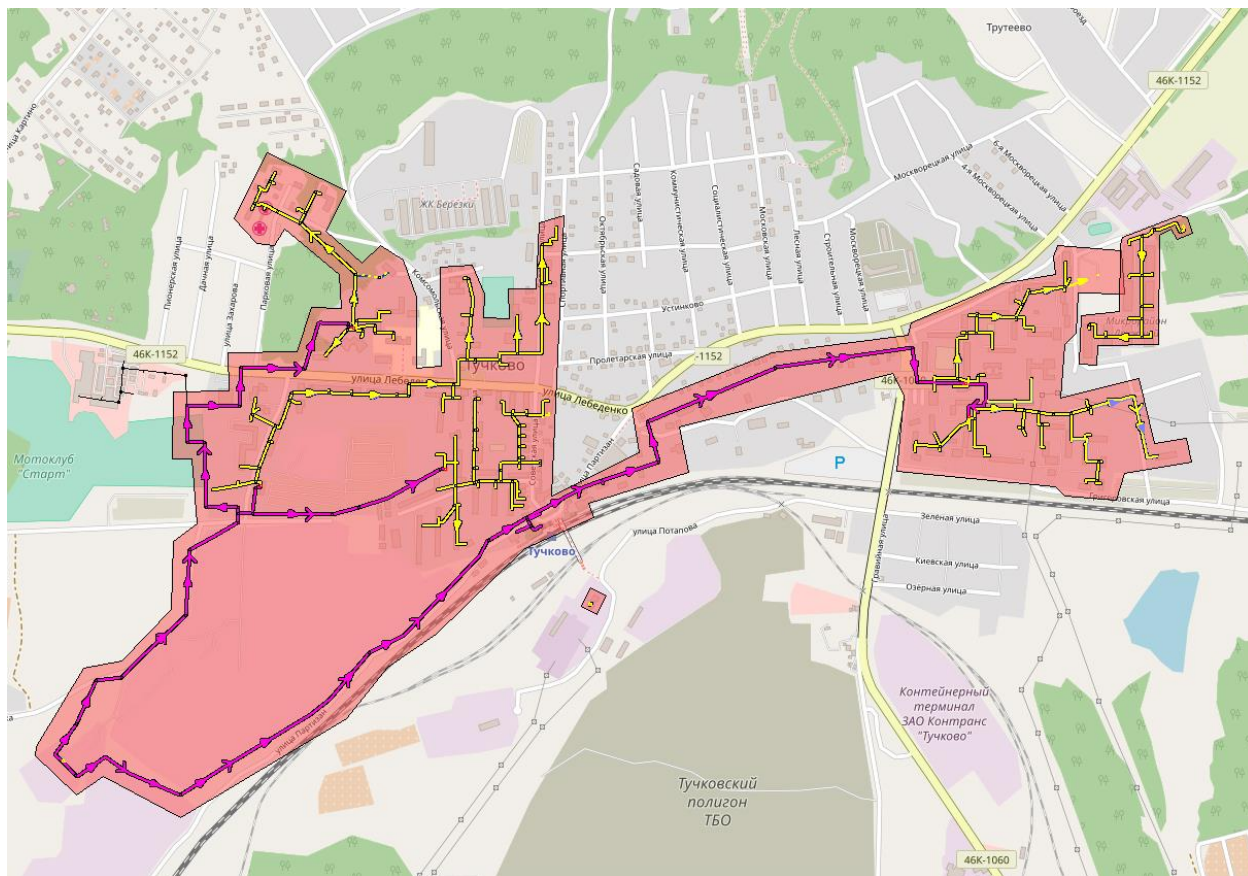 Трутеево
46К-1152
6-я Москворецкая улица
4-я Москворецкая улица
Москворецкая улица
ЖК Березки
Садовая улица
Коммунистическая улица
Социалистическая улица
Московская улица
Лесная улица
Строительная улица
Москворецкая улица
Октябрьская улица
Спортивная улица
Комсомольская улица
Пионерская улица
Дачная улица
Парковая улица
улица Захарова
Устинково
Пролетарская улица
46К-1152
-1152
Тучково
улица Лебеденко
улица Лебеденко
Советская улица
Мотоклуб
Старт"
P
Григоровская улица
Зелёная улица
улица Потапова
Киевская улица
Озёрная улица
Гравийная улица
Тучково
Контейнерный
терминал
ЗАО Контранс
"Тучково"
улица Партизан
Тучковский
полигон
ТБО
46К-1060